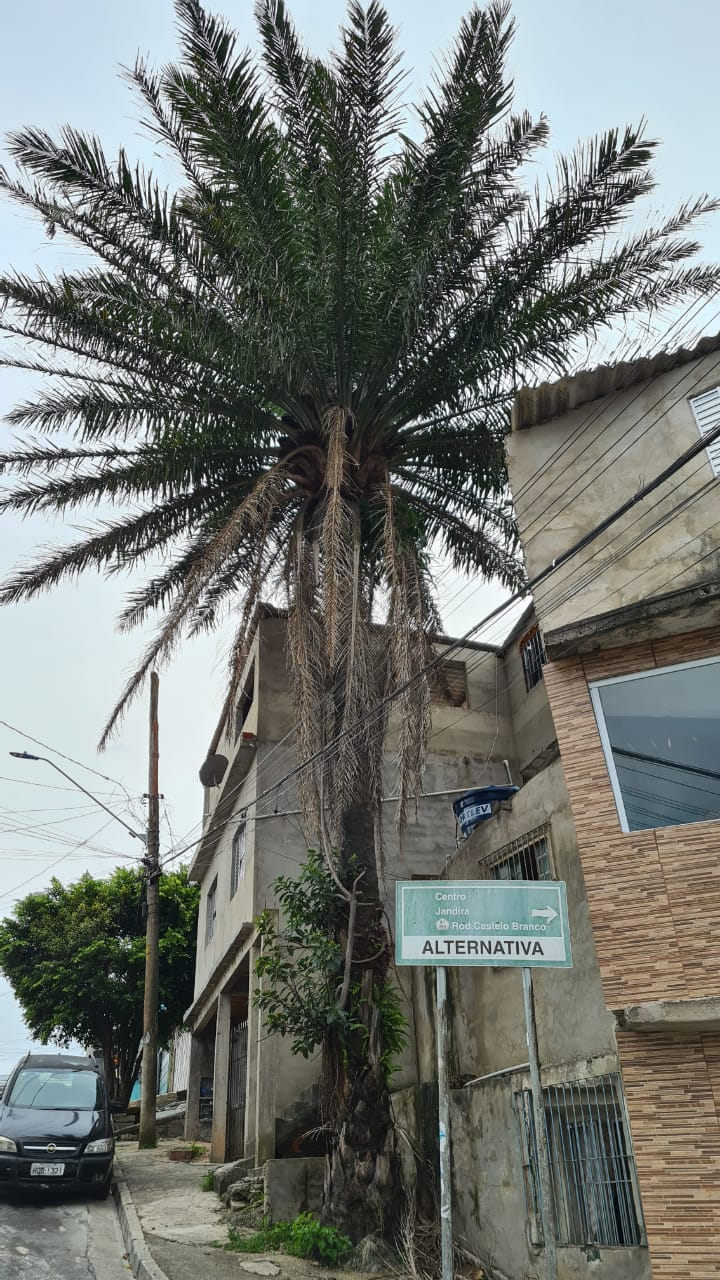 Centro
Jandira
Rod.Castelo Branco
ALTERNATIVA